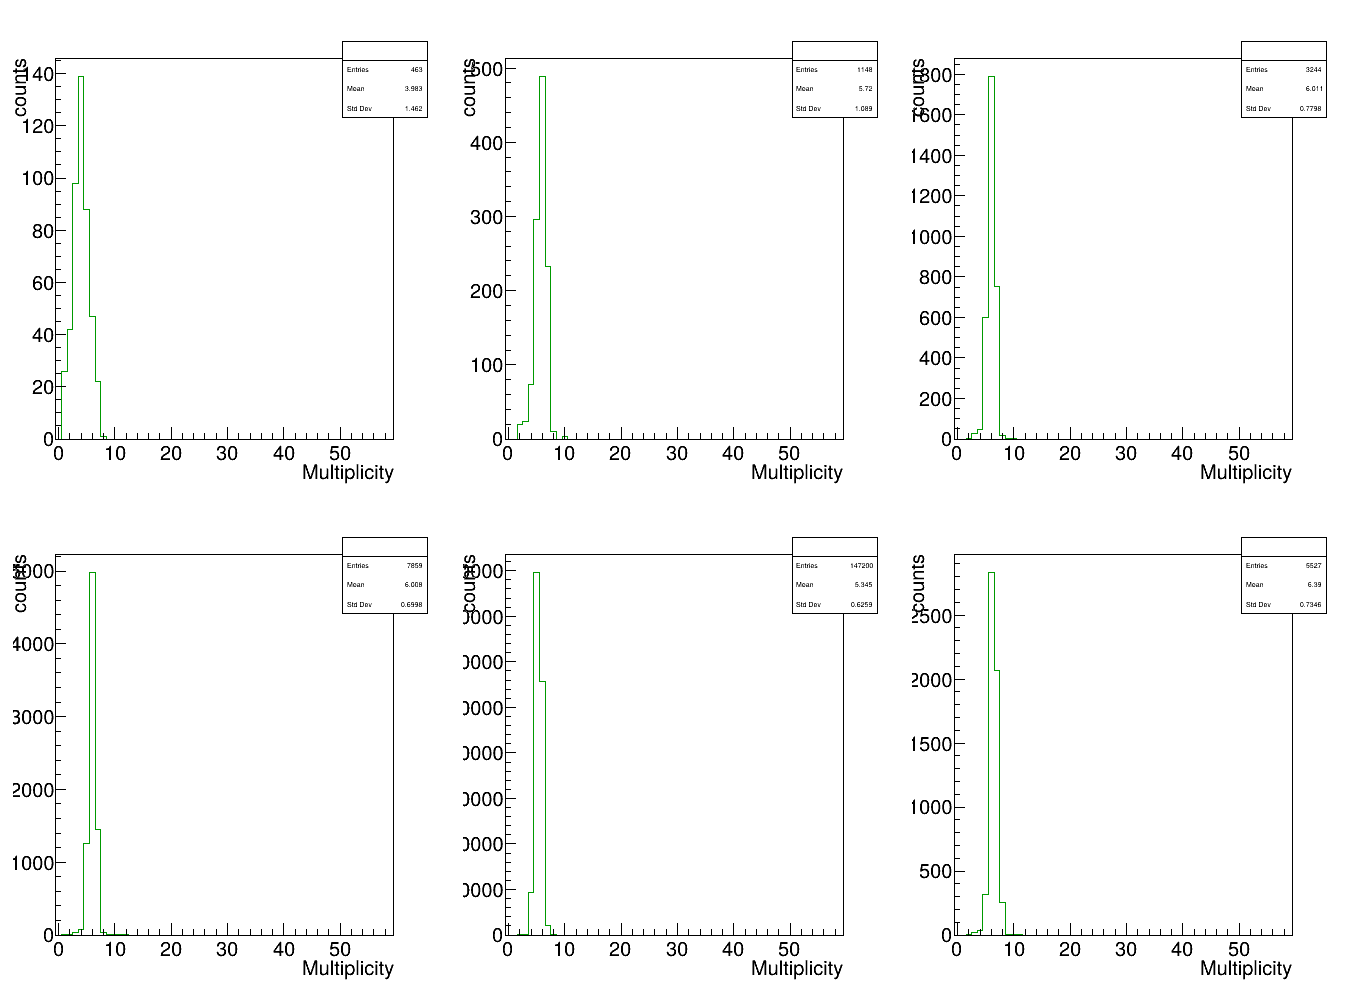 counts
140
120
100
80
60
40
20
0
0 10 20 30 40 50
Multiplicity
Entries 463
Mean 3.983
Std Dev 1.462
counts
500
400
300
200
100
0
0 10 20 30 40 50
Multiplicity
Entries 1148
Mean 5.72
Std Dev 1.089
counts
1800
1600
1400
1200
1000
800
600
400
200
0
0 10 20 30 40 50
Multiplicity
Entries 3244
Mean 6.011
Std Dev 0.7798
counts
5000
4000
3000
2000
1000
0
0 10 20 30 40 50
Multiplicity
Entries 7859
Mean 6.009
Std Dev 0.6998
counts
0
0 10 20 30 40 50
Multiplicity
Entries 147200
Mean 5.345
Std Dev 0.6259
counts
2500
2000
1500
1000
500
0
0 10 20 30 40 50
Multiplicity
Entries 5527
Mean 6.39
Std Dev 0.7346